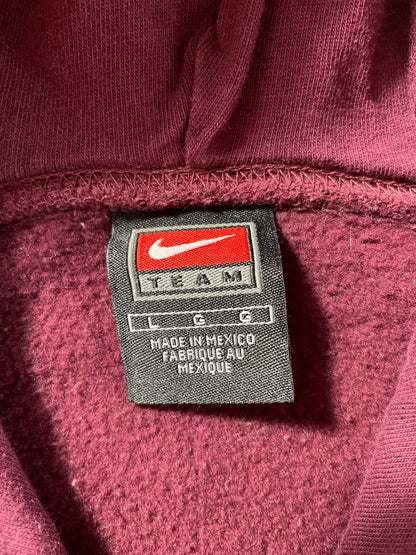 TEAM
L G G
MADE IN MEXICO
FABRIQUE AU
MEXIQUE